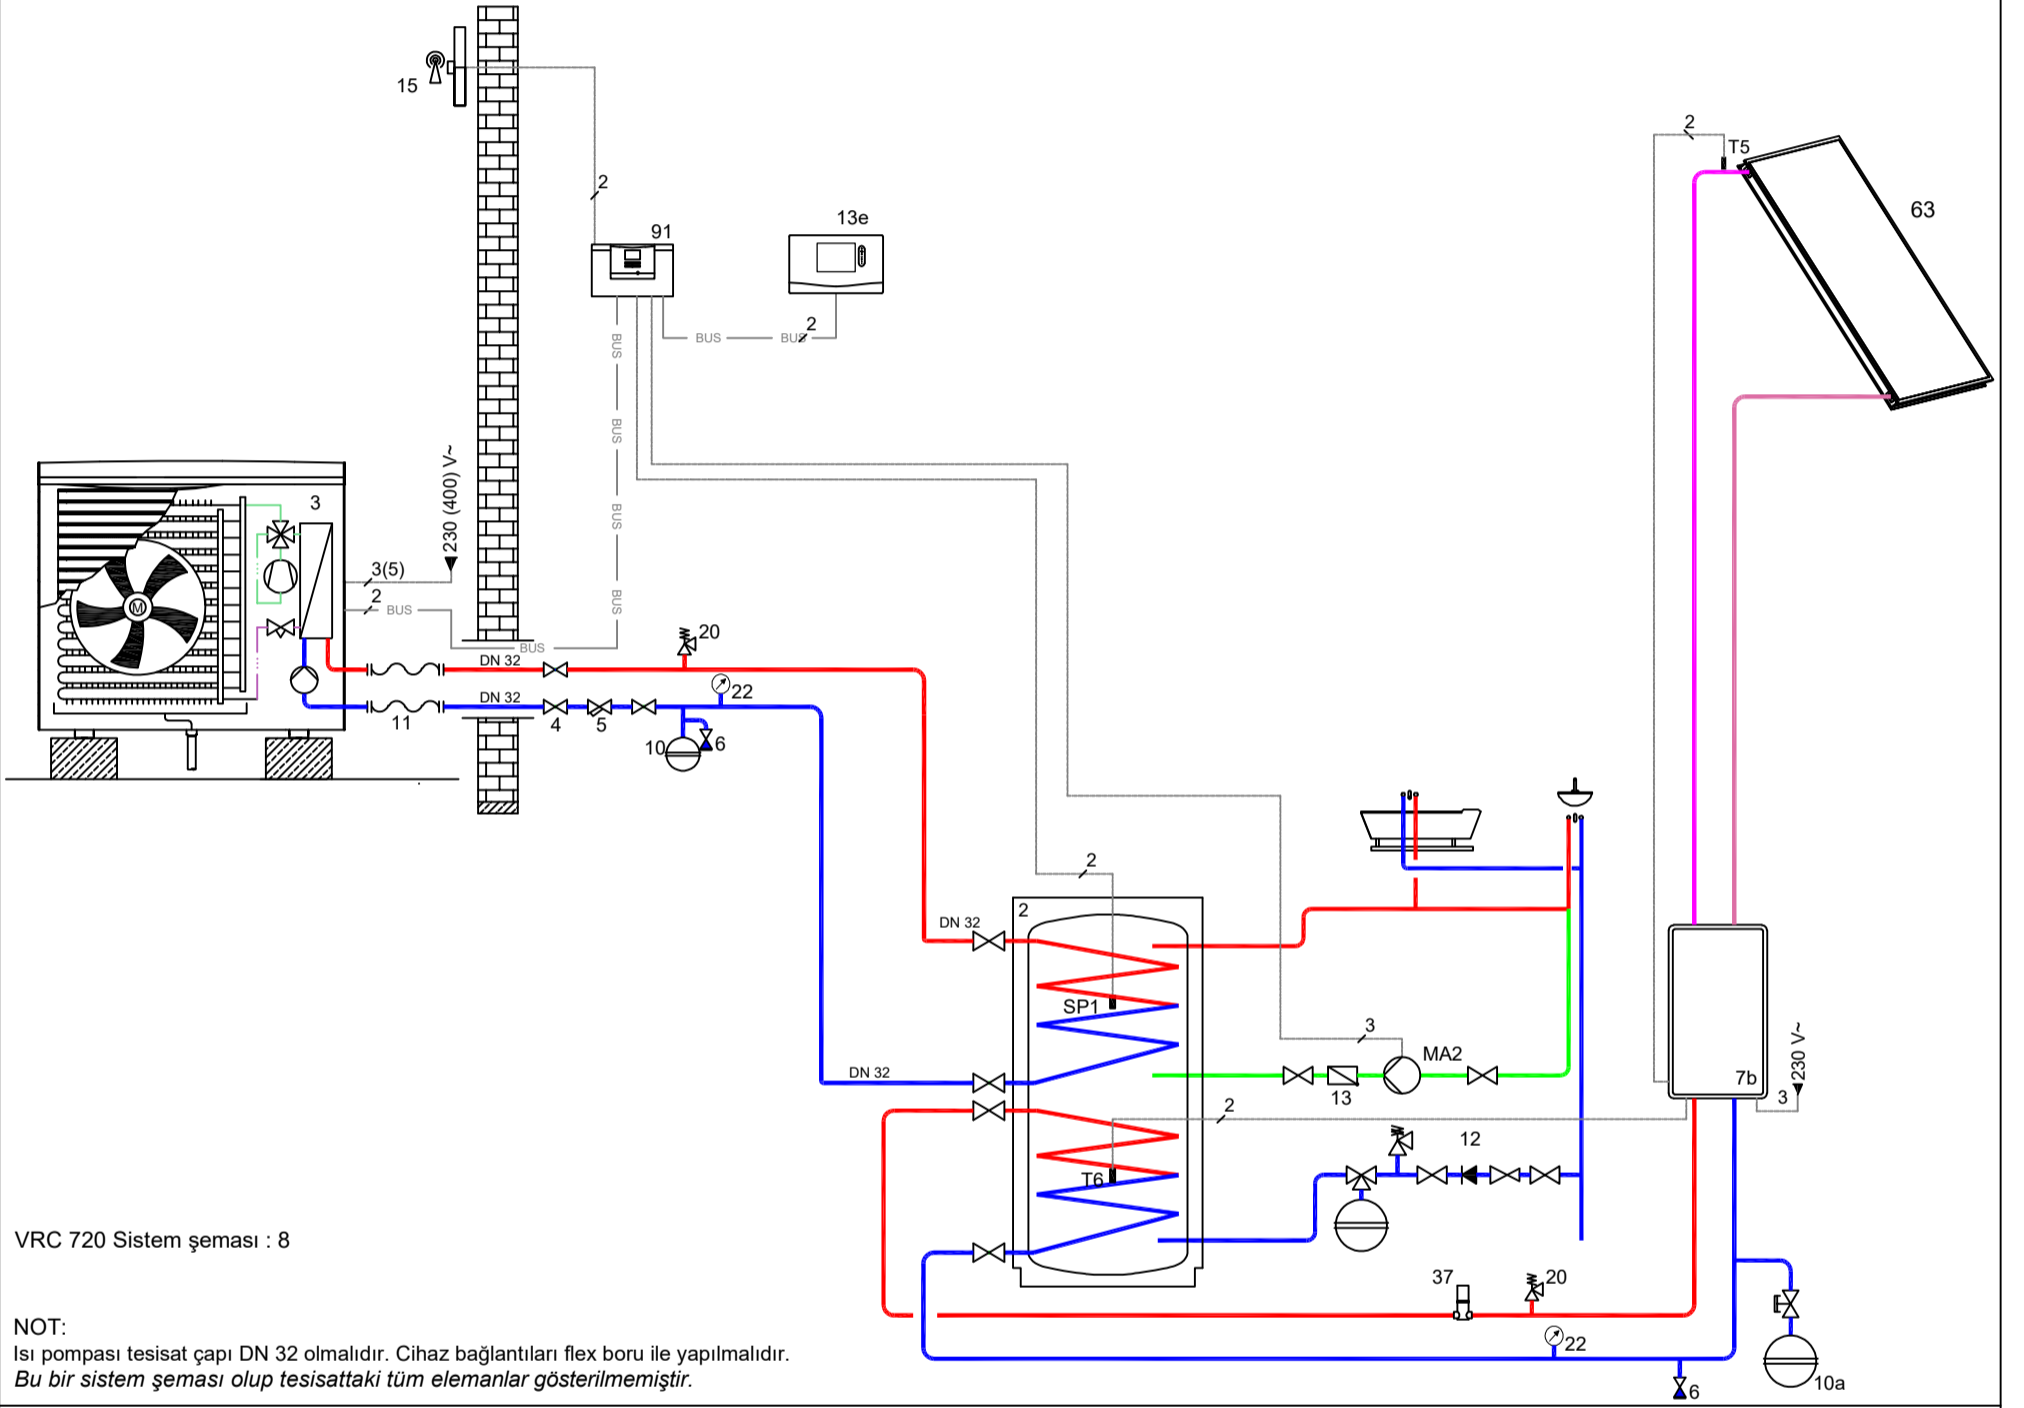 15
2
91
13e
2
T5
63
2
BUS
BUS
BUS
BUS
BUS
BUS
230 (400) V~
3
3(5)
2
BUS
M
BUS
20
DN 32
DN 32
22
11
4
5
10
6
2
DN 32
2
SP1
3
MA2
DN 32
13
7b
230 V~
3
2
T6
12
VRC 720 Sistem şeması : 8
37
20
NOT:
Isı pompası tesisat çapı DN 32 olmalıdır. Cihaz bağlantıları flex boru ile yapılmalıdır.
Bu bir sistem şeması olup tesisattaki tüm elemanlar gösterilmemiştir.
22
10a
6